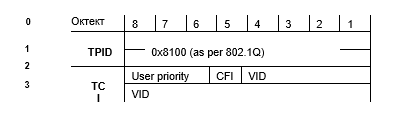 0 Октект 8 7 6 5 4 3 2 1
1 TPID 0x8100 (as per 802.1Q)
2
User priority CFI VID
3 TC
I VID